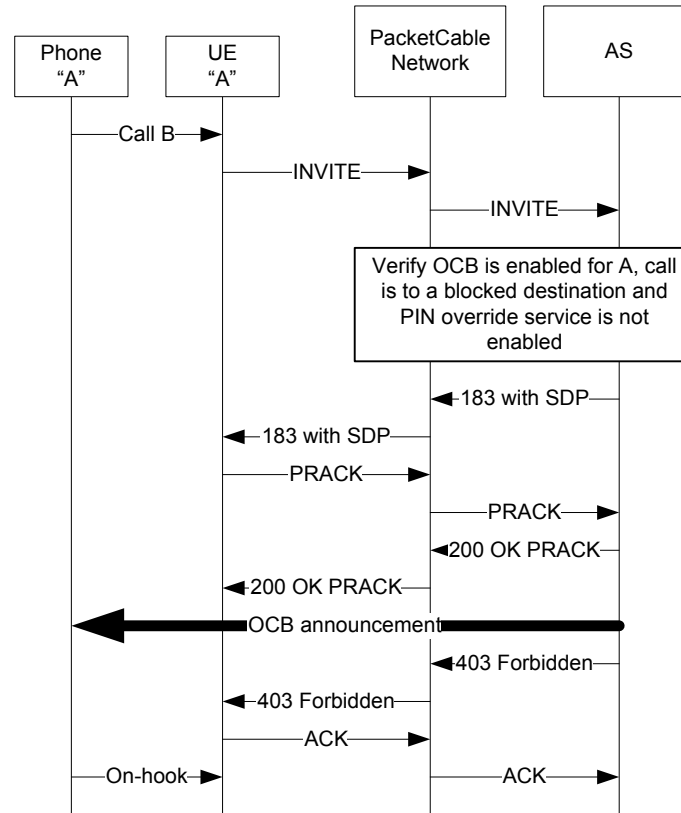 Phone
“A”
UE
“A”
PacketCable
Network
AS
Call B
INVITE
INVITE
Verify OCB is enabled for A, call
is to a blocked destination and
PIN override service is not
enabled
183 with SDP
183 with SDP
PRACK
PRACK
200 OK PRACK
200 OK PRACK
OCB announcement
403 Forbidden
403 Forbidden
ACK
On-hook
ACK